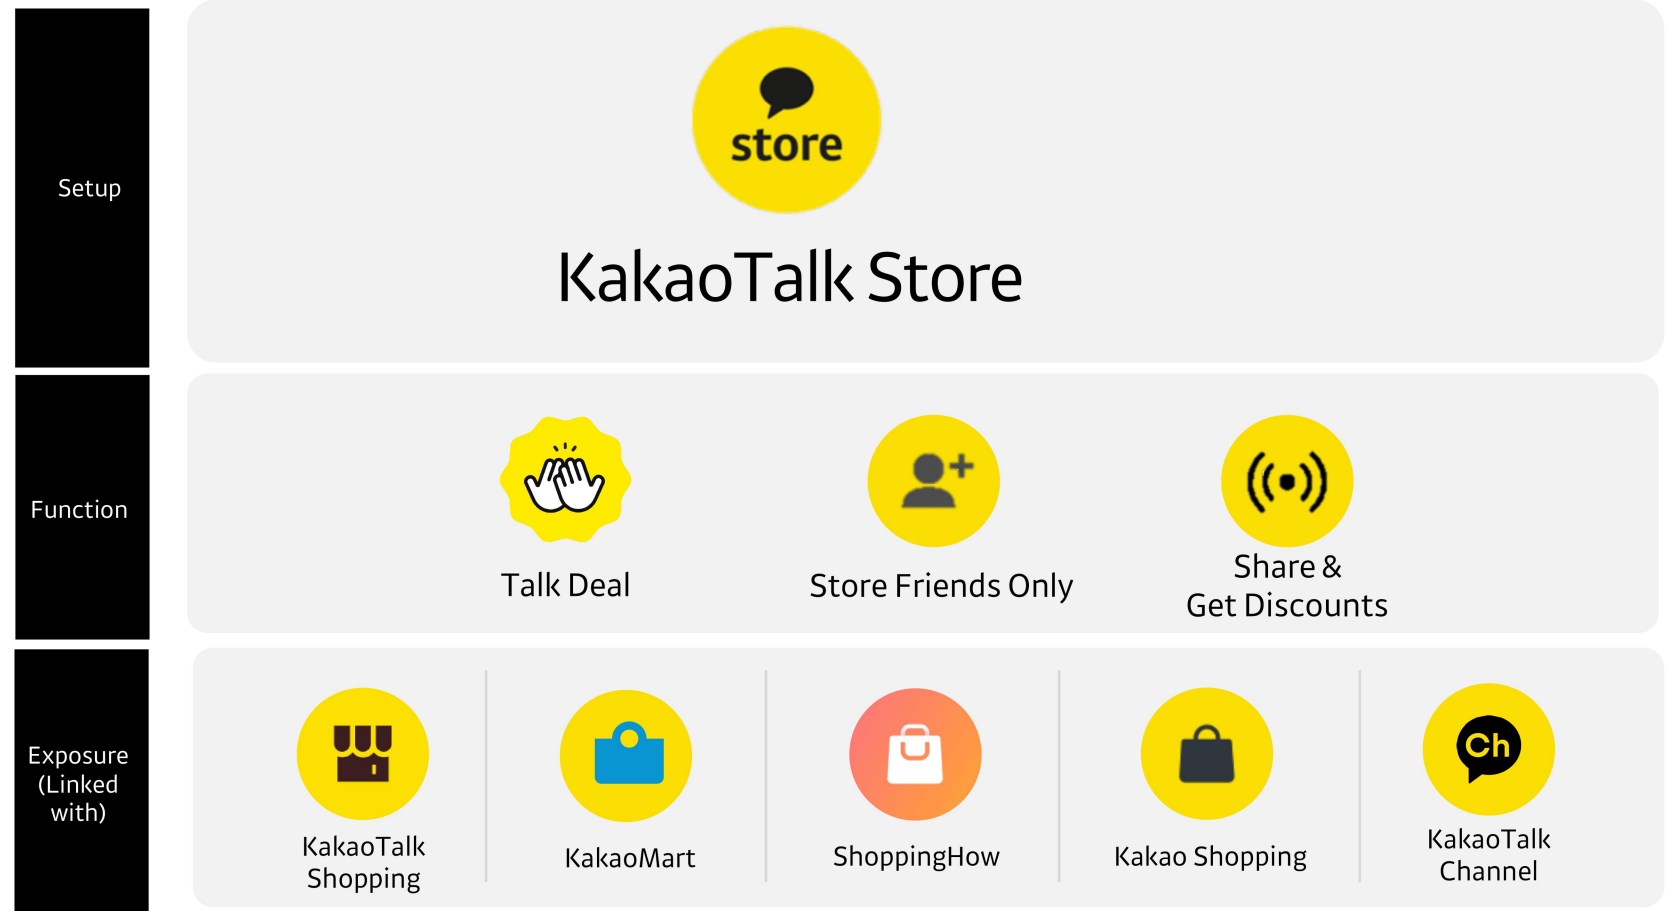 Setup
store
KakaoTalk Store
Function
Talk Deal
Store Friends Only
Share &
Get Discounts
Exposure
(Linked
with)
KakaoTalk
Shopping
KakaoMart
ShoppingHow
Kakao Shopping
Ch
KakaoTalk
Channel